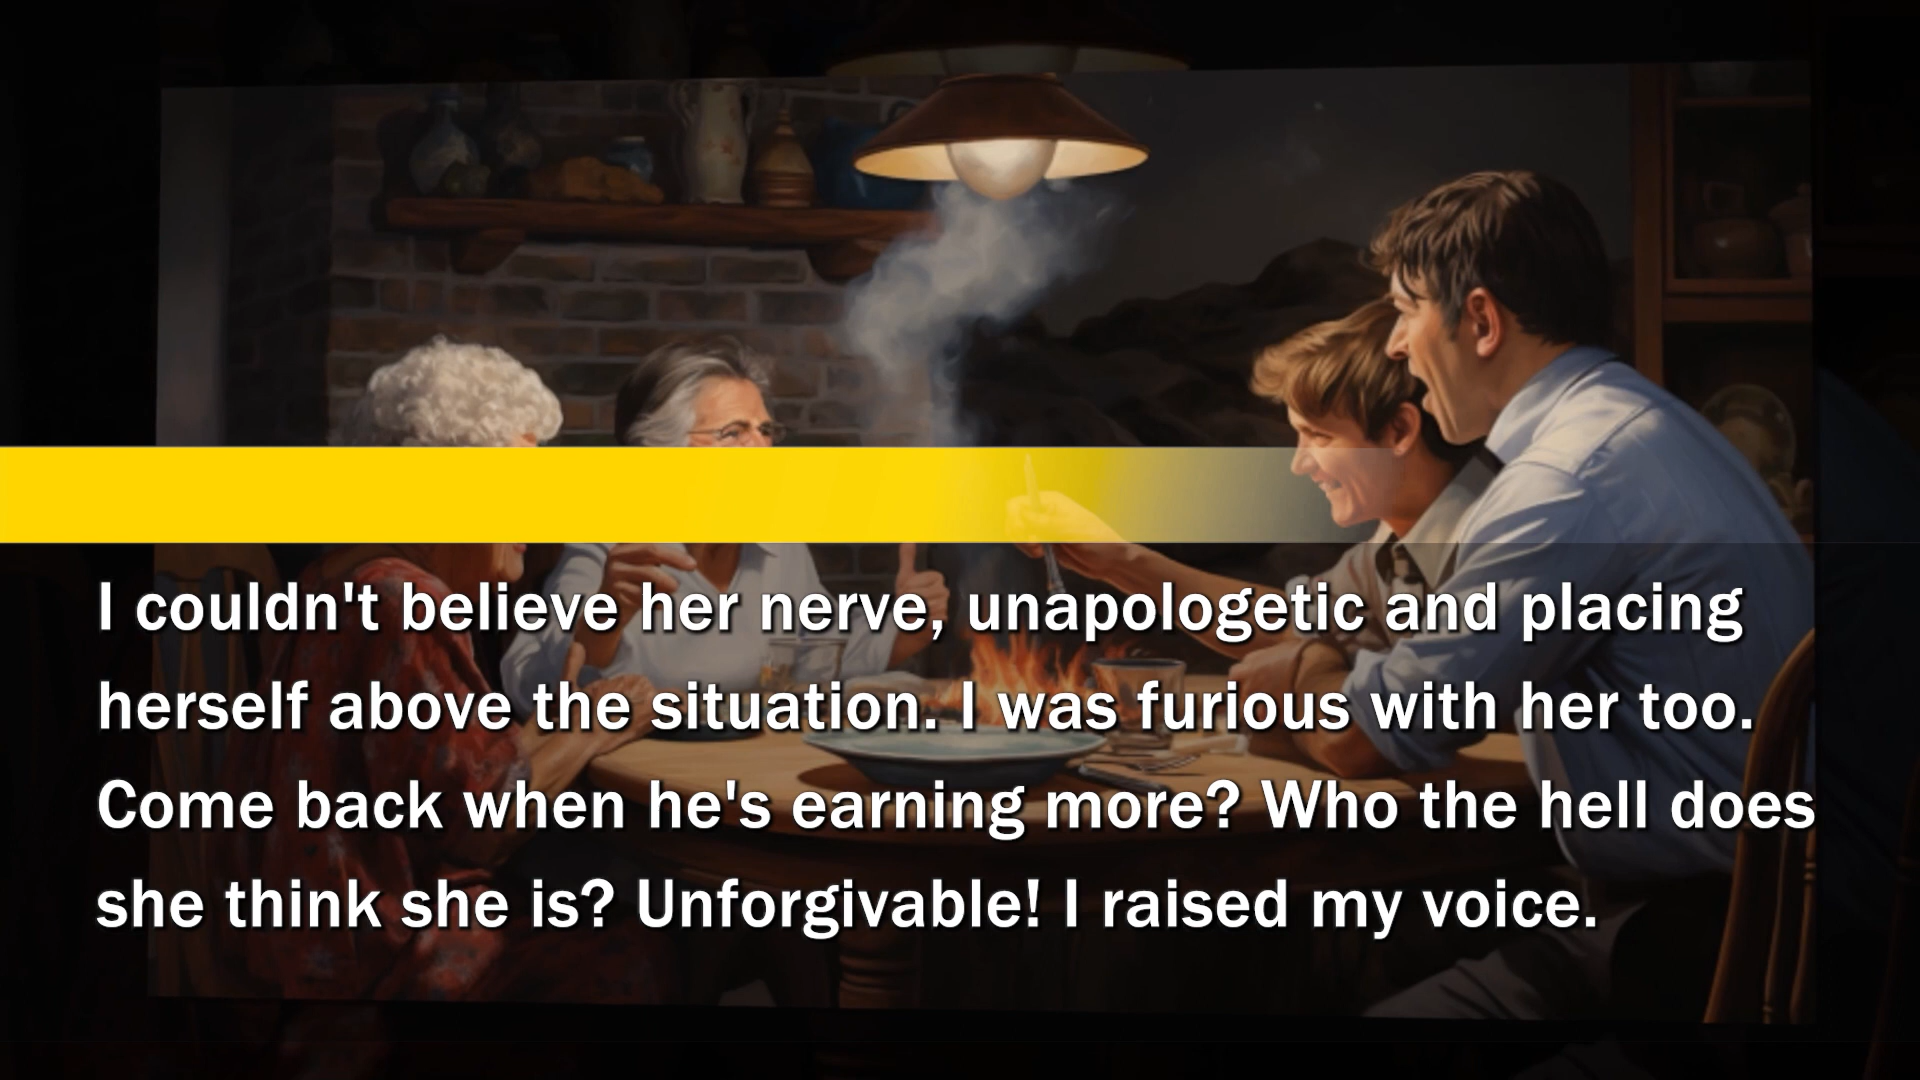 I couldn't believe her nerve, unapologetic and placing
herself above the situation. I was furious with her too.
Come back when he's earning more? Who the hell does
she think she is? Unforgivable! I raised my voice.